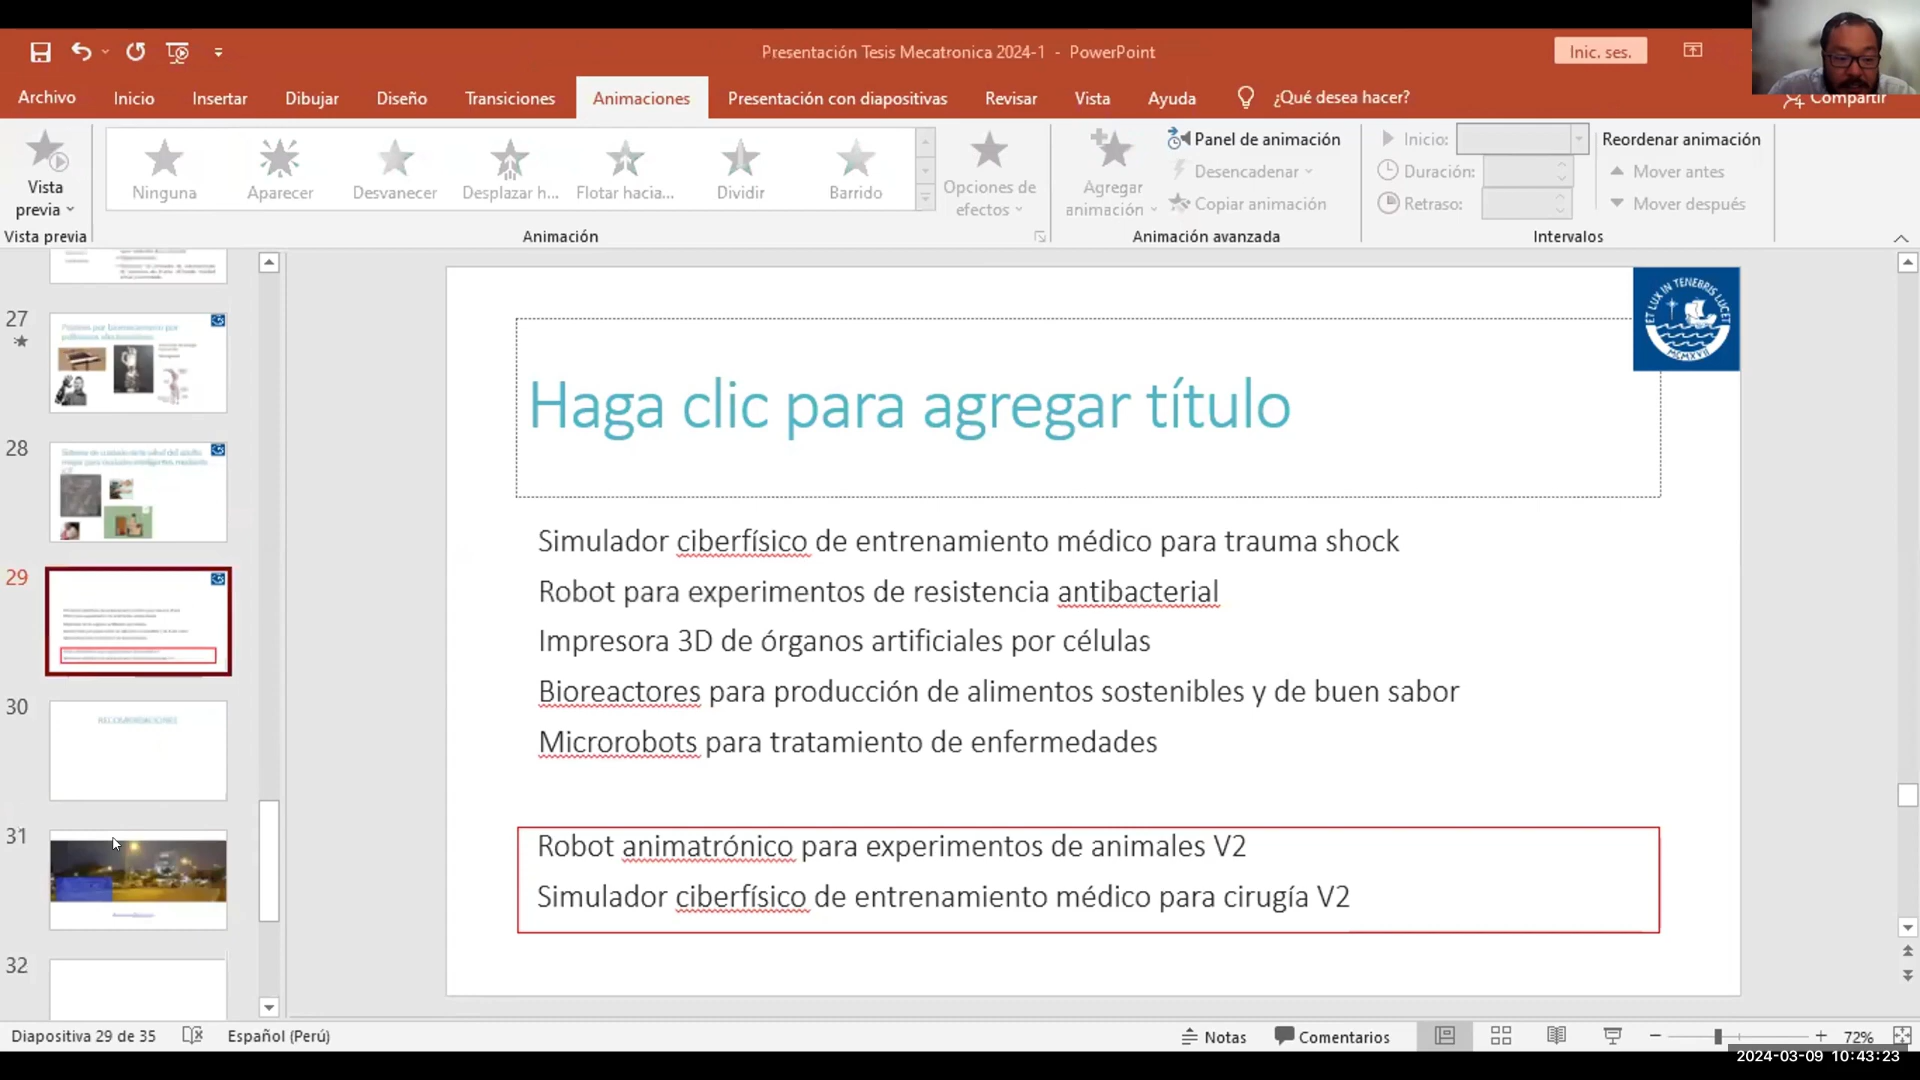 Presentación Tesis Mecatronica 2024-1 - PowerPoint
Inic. ses.
Archivo Inicio Insertar Dibujar Diseño Transiciones Animaciones Presentación con diapositivas Revisar Vista Ayuda ¿Qué desea hacer? Compartir
Vista previa
Ninguna Aparecer Desvanecer Desplazar h... Flotar hacia... Dividir Barrido
Opciones de efectos
Agregar animación
Panel de animación
Desencadenar
Copiar animación
Inicio:
Duración:
Retraso:
Reordenar animación
Mover antes
Mover después
Vista previa Animación Animación avanzada Intervalos
27
28
29
30
RECOMENDACIONES
31
32
ET LUX IN TENEBRIS LUCET
MCMXVII
Haga clic para agregar título
Simulador ciberfísico de entrenamiento médico para trauma shock
Robot para experimentos de resistencia antibacterial
Impresora 3D de órganos artificiales por células
Bioreactores para producción de alimentos sostenibles y de buen sabor
Microrobots para tratamiento de enfermedades
Robot animatrónico para experimentos de animales V2
Simulador ciberfísico de entrenamiento médico para cirugía V2
Diapositiva 29 de 35 Español (Perú) Notas Comentarios 72%
2024-03-09 10:43:23